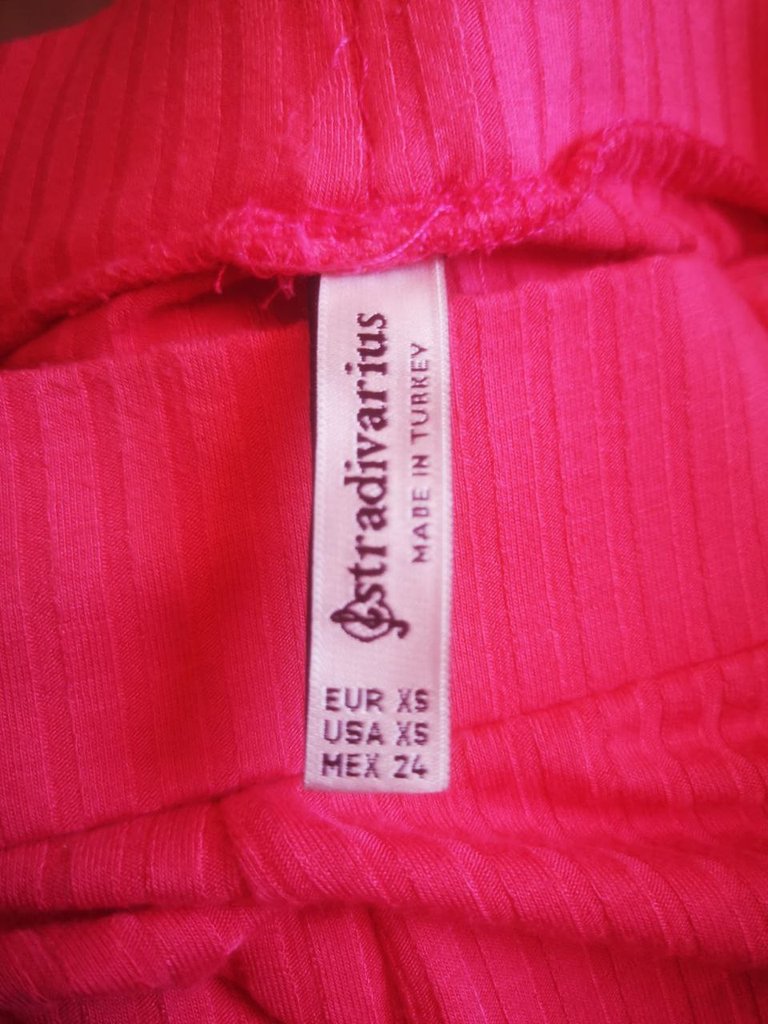 stradivarius
MADE IN TURKEY
EUR XS
USA XS
MEX 24